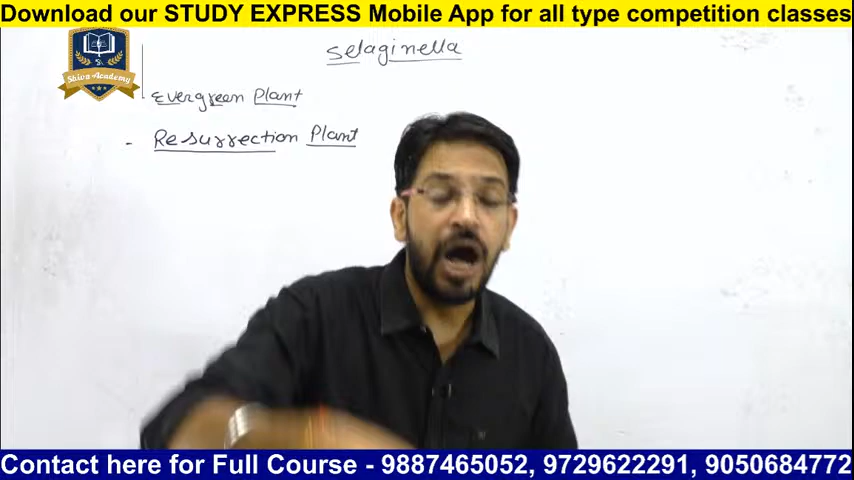 Download our STUDY EXPRESS Mobile App for all type competition classes
Selaginella
Shiva Academy
Evergreen Plant
- Resurrection Plant
Contact here for Full Course - 9887465052, 9729622291, 9050684772